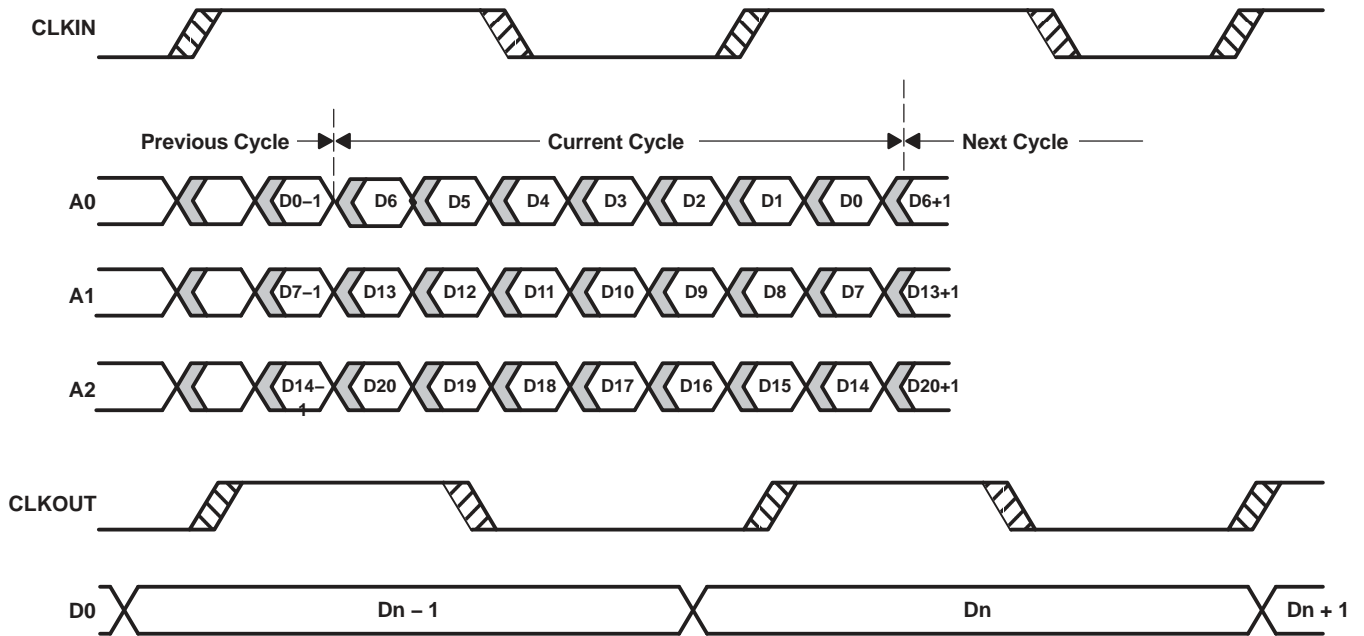 CLKIN
Previous Cycle Current Cycle Next Cycle
A0 D0–1 D6 D5 D4 D3 D2 D1 D0 D6+1
A1 D7–1 D13 D12 D11 D10 D9 D8 D7 D13+1
A2 D14– D20 D19 D18 D17 D16 D15 D14 D20+1
1
CLKOUT
D0 Dn – 1 Dn Dn + 1